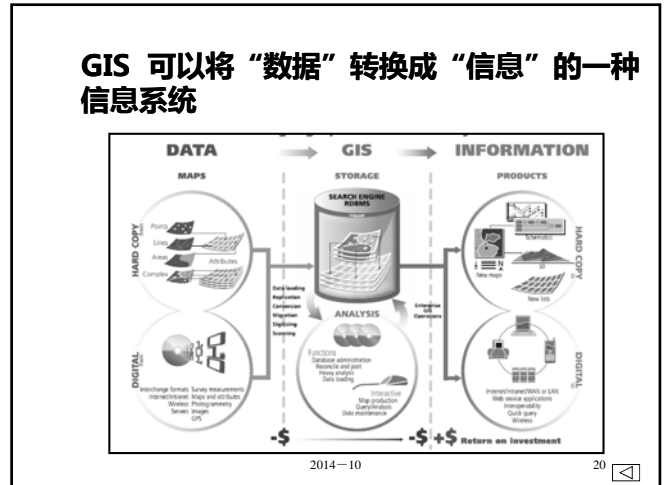 GIS 可以将“数据”转换成“信息”的一种
信息系统
DATA GIS INFORMATION
MAPS STORAGE PRODUCTS
SEARCH ENGINE
RDBMS
HARD COPY
Points
Lines
Areas
Attributes
Complex
Data loading
Replication
Conversion
Migration
Digitizing
Scanning
ANALYSIS
Functions
Database administration
Reconcile and post
Heavy analysis
Data loading
Interactive
Map production
Query/Analysis
Data maintenance
Enterprise
GIS
Operations
Schematics
New maps
3D
New lists
HARD COPY
DIGITAL
Interchange formats Survey measurements
Internet/Intranet Maps and attributes
Wireless Photogrammetry
Servers Images
GPS
DIGITAL
Internet/Intranet/WAN or LAN
Web service applications
Interoperability
Quick query
Wireless
-$ -$ +$ Return on investment
2014-10 20